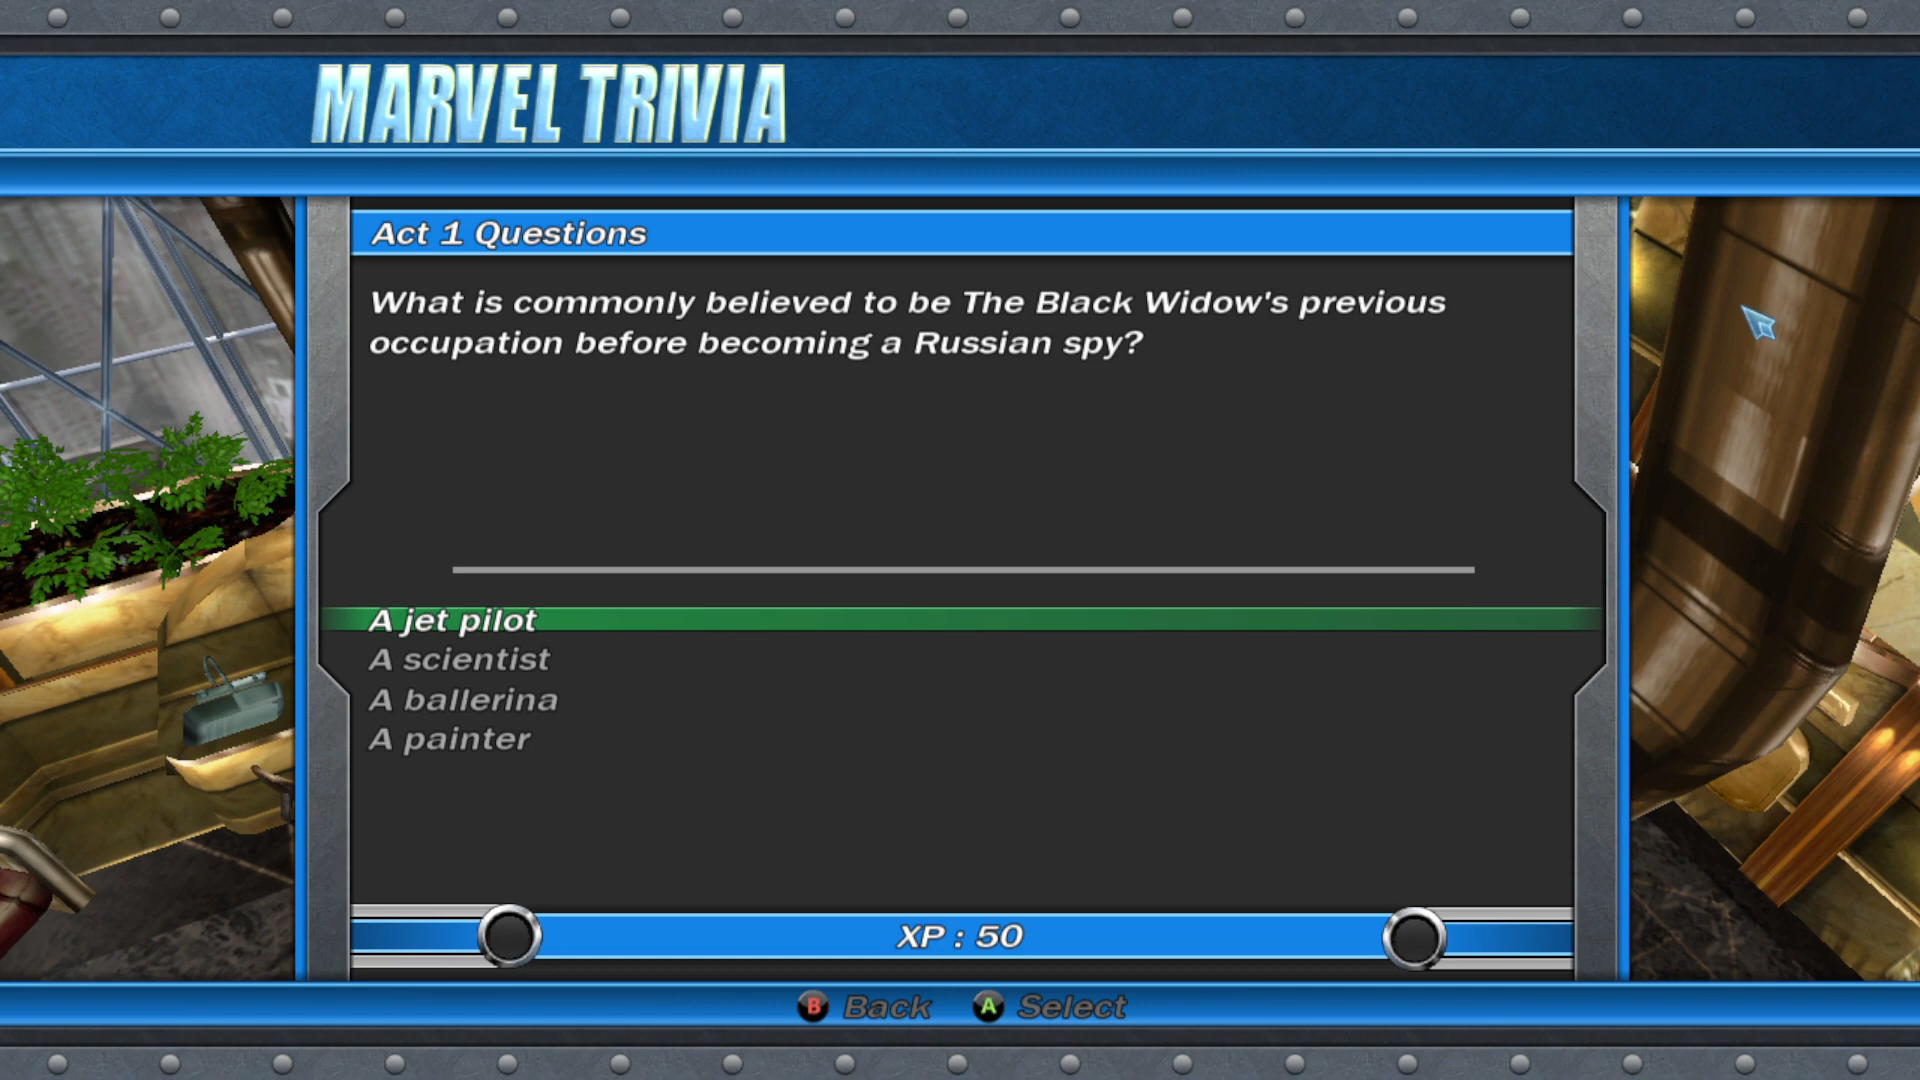 MARVEL TRIVIA
Act 1 Questions
What is commonly believed to be The Black Widow's previous
occupation before becoming a Russian spy?
A jet pilot
A scientist
A ballerina
A painter
XP : 50
B Back A Select